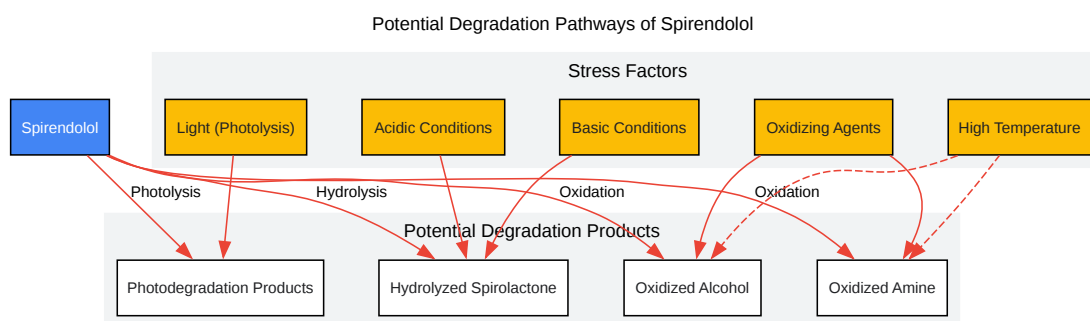 Potential Degradation Pathways of Spirendolol
Stress Factors
Spirendolol
Light (Photolysis)
Acidic Conditions
Basic Conditions
Oxidizing Agents
High Temperature
Photolysis
Hydrolysis
Oxidation
Oxidation
Potential Degradation Products
Photodegradation Products
Hydrolyzed Spirolactone
Oxidized Alcohol
Oxidized Amine